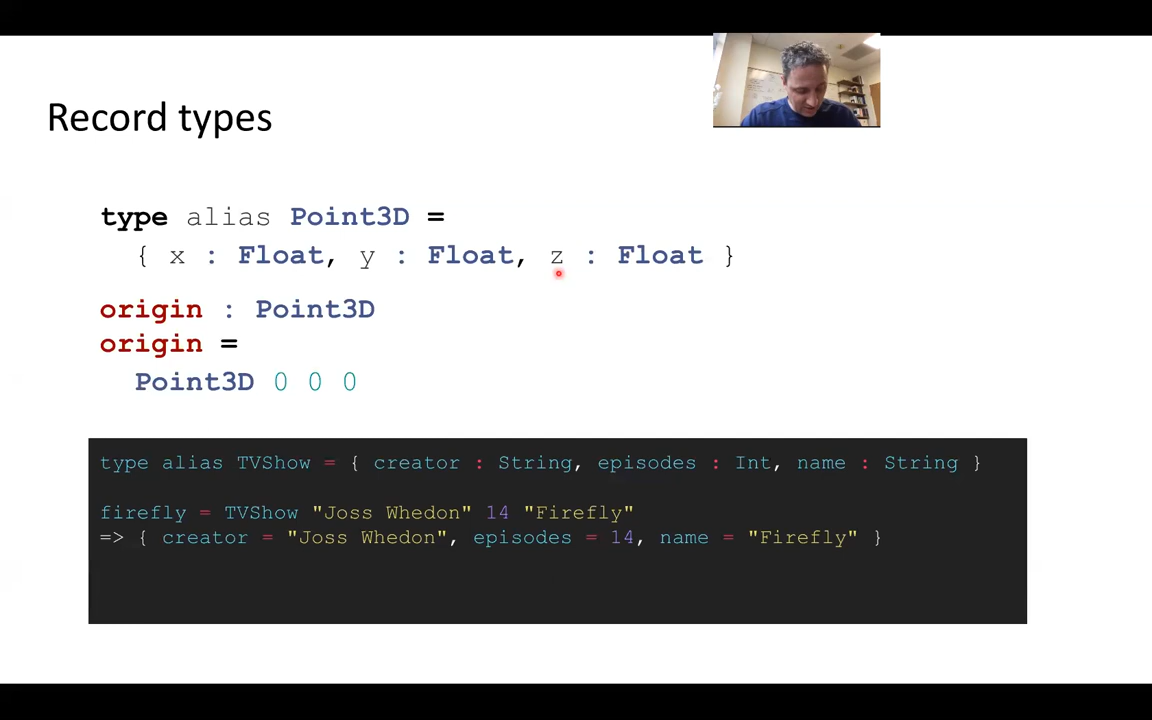 Record types
type alias Point3D =
{ x : Float, y : Float, z : Float }
origin : Point3D
origin =
Point3D 0 0 0
type alias TVShow = { creator : String, episodes : Int, name : String }
firefly = TVShow "Joss Whedon" 14 "Firefly"
=> { creator = "Joss Whedon", episodes = 14, name = "Firefly" }